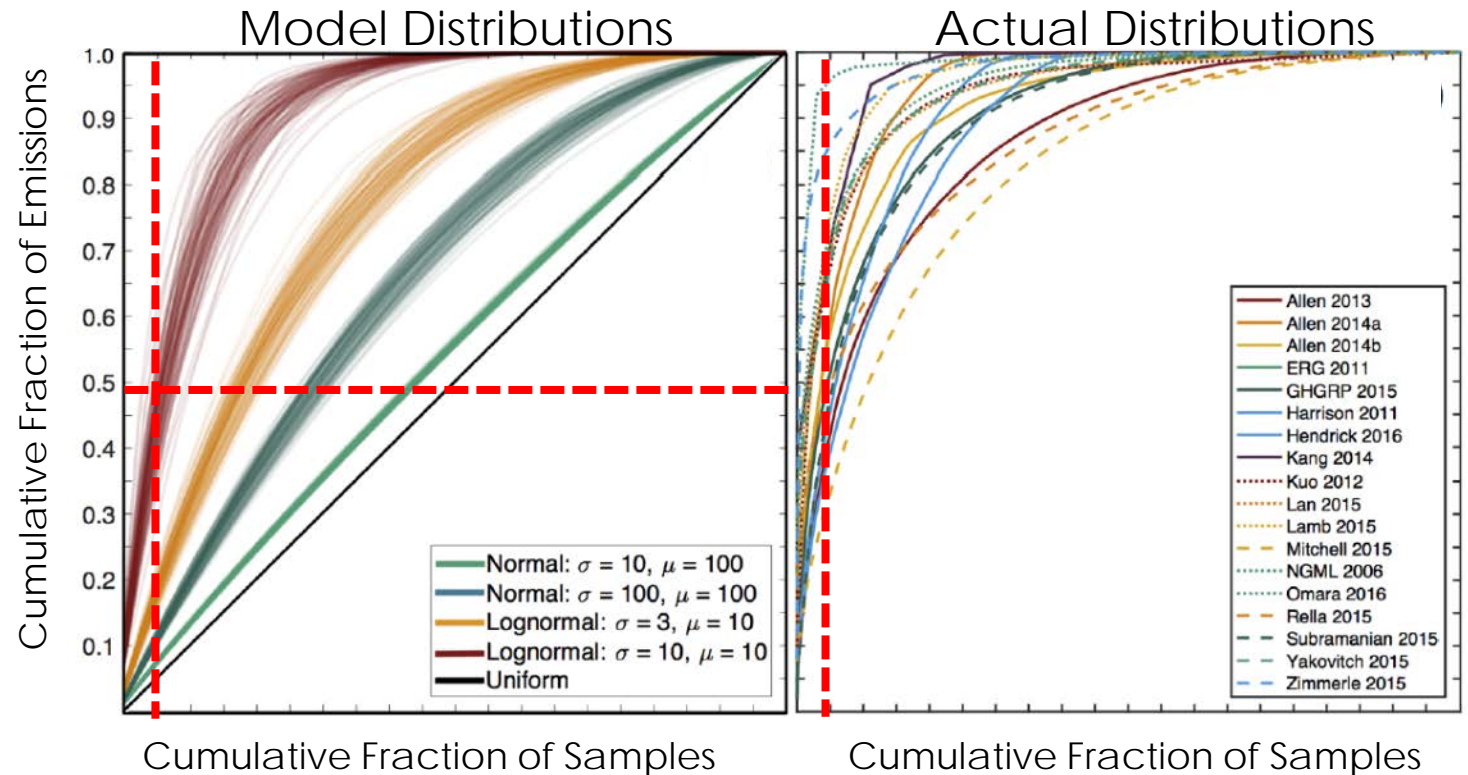 Model Distributions
Actual Distributions
Cumulative Fraction of Emissions
1.0
0.9
0.8
0.7
0.6
0.5
0.4
0.3
0.2
0.1
Normal: σ = 10, μ = 100
Normal: σ = 100, μ = 100
Lognormal: σ = 3, μ = 10
Lognormal: σ = 10, μ = 10
Uniform
Allen 2013
Allen 2014a
Allen 2014b
ERG 2011
GHGRP 2015
Harrison 2011
Hendrick 2016
Kang 2014
Kuo 2012
Lan 2015
Lamb 2015
Mitchell 2015
NGML 2006
Omara 2016
Rella 2015
Subramanian 2015
Yakovitch 2015
Zimmerle 2015
Cumulative Fraction of Samples
Cumulative Fraction of Samples